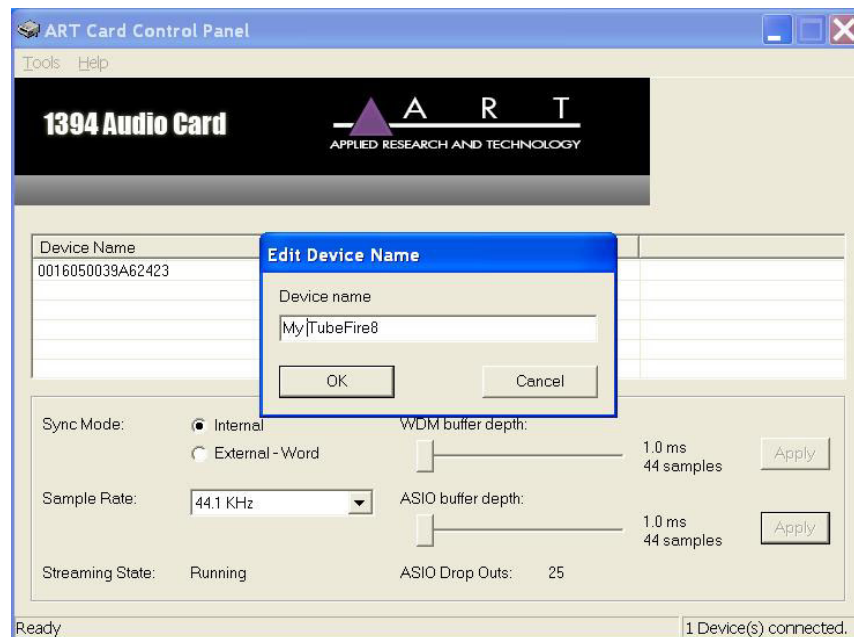 ART Card Control Panel
Tools Help
1394 Audio Card
A R T
APPLIED RESEARCH AND TECHNOLOGY
Device Name
0016050039A62423
Edit Device Name
Device name
My TubeFire8
OK Cancel
Sync Mode: Internal WDM buffer depth:
External - Word 1.0 ms Apply
44 samples
Sample Rate: 44.1 KHz ASIO buffer depth:
1.0 ms Apply
44 samples
Streaming State: Running ASIO Drop Outs: 25
Ready 1 Device(s) connected.